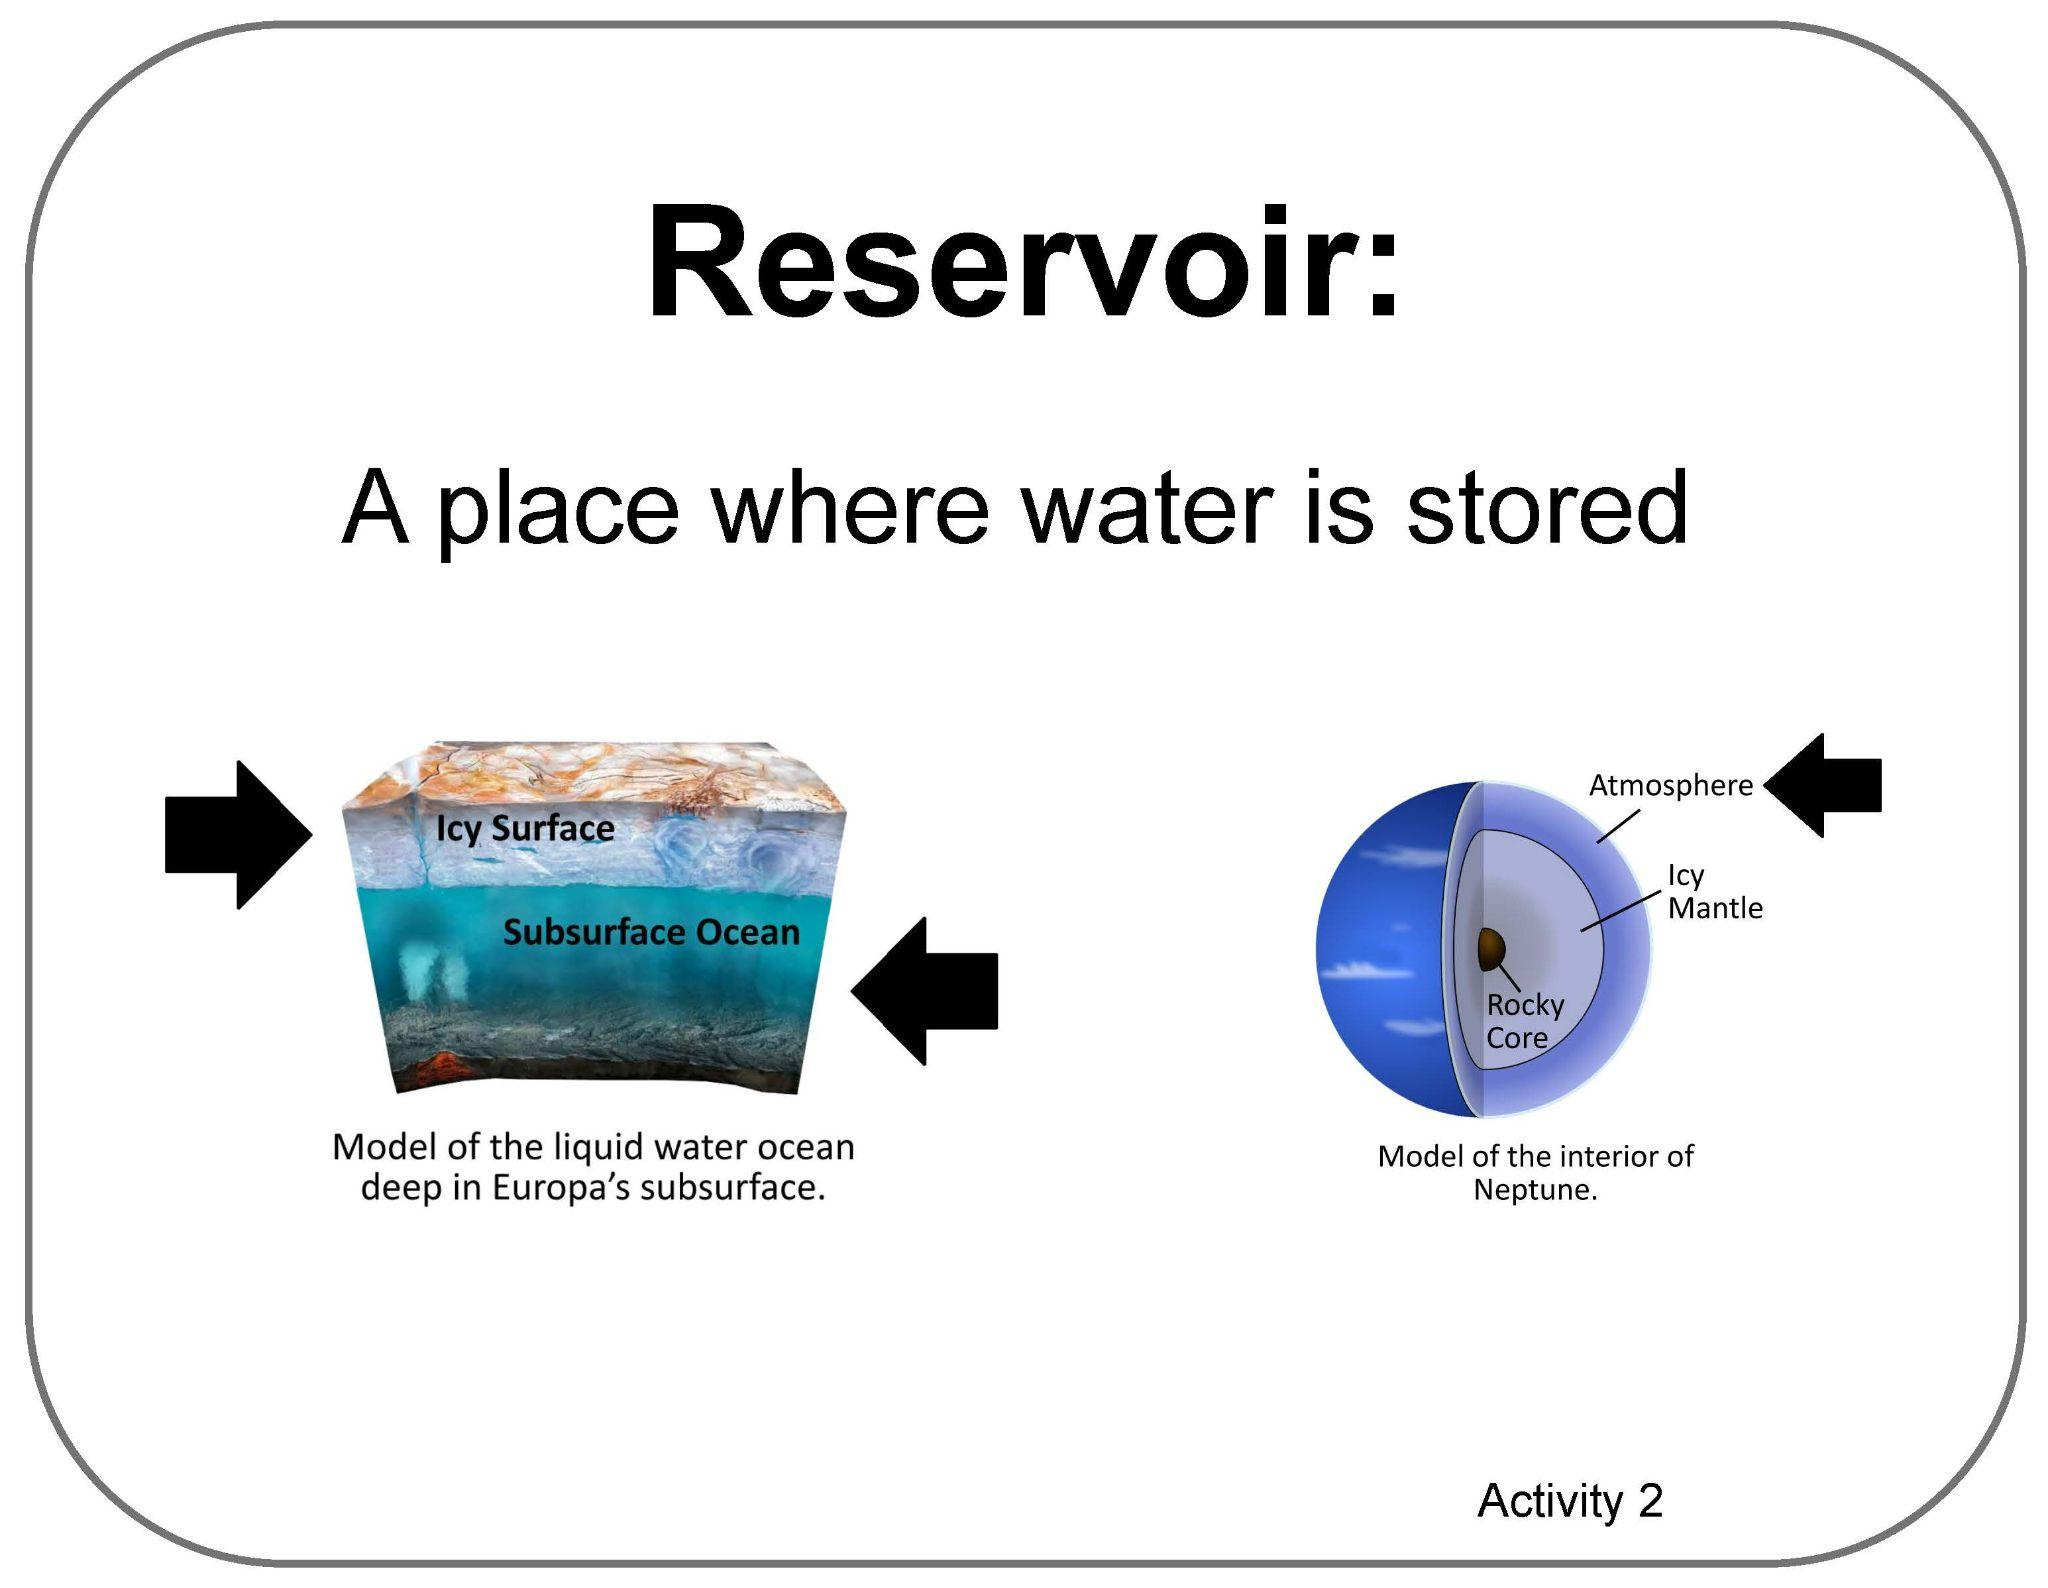 Reservoir:
A place where water is stored
Icy Surface
Subsurface Ocean
Model of the liquid water ocean
deep in Europa’s subsurface.
Atmosphere
Icy
Mantle
Rocky
Core
Model of the interior of
Neptune.
Activity 2